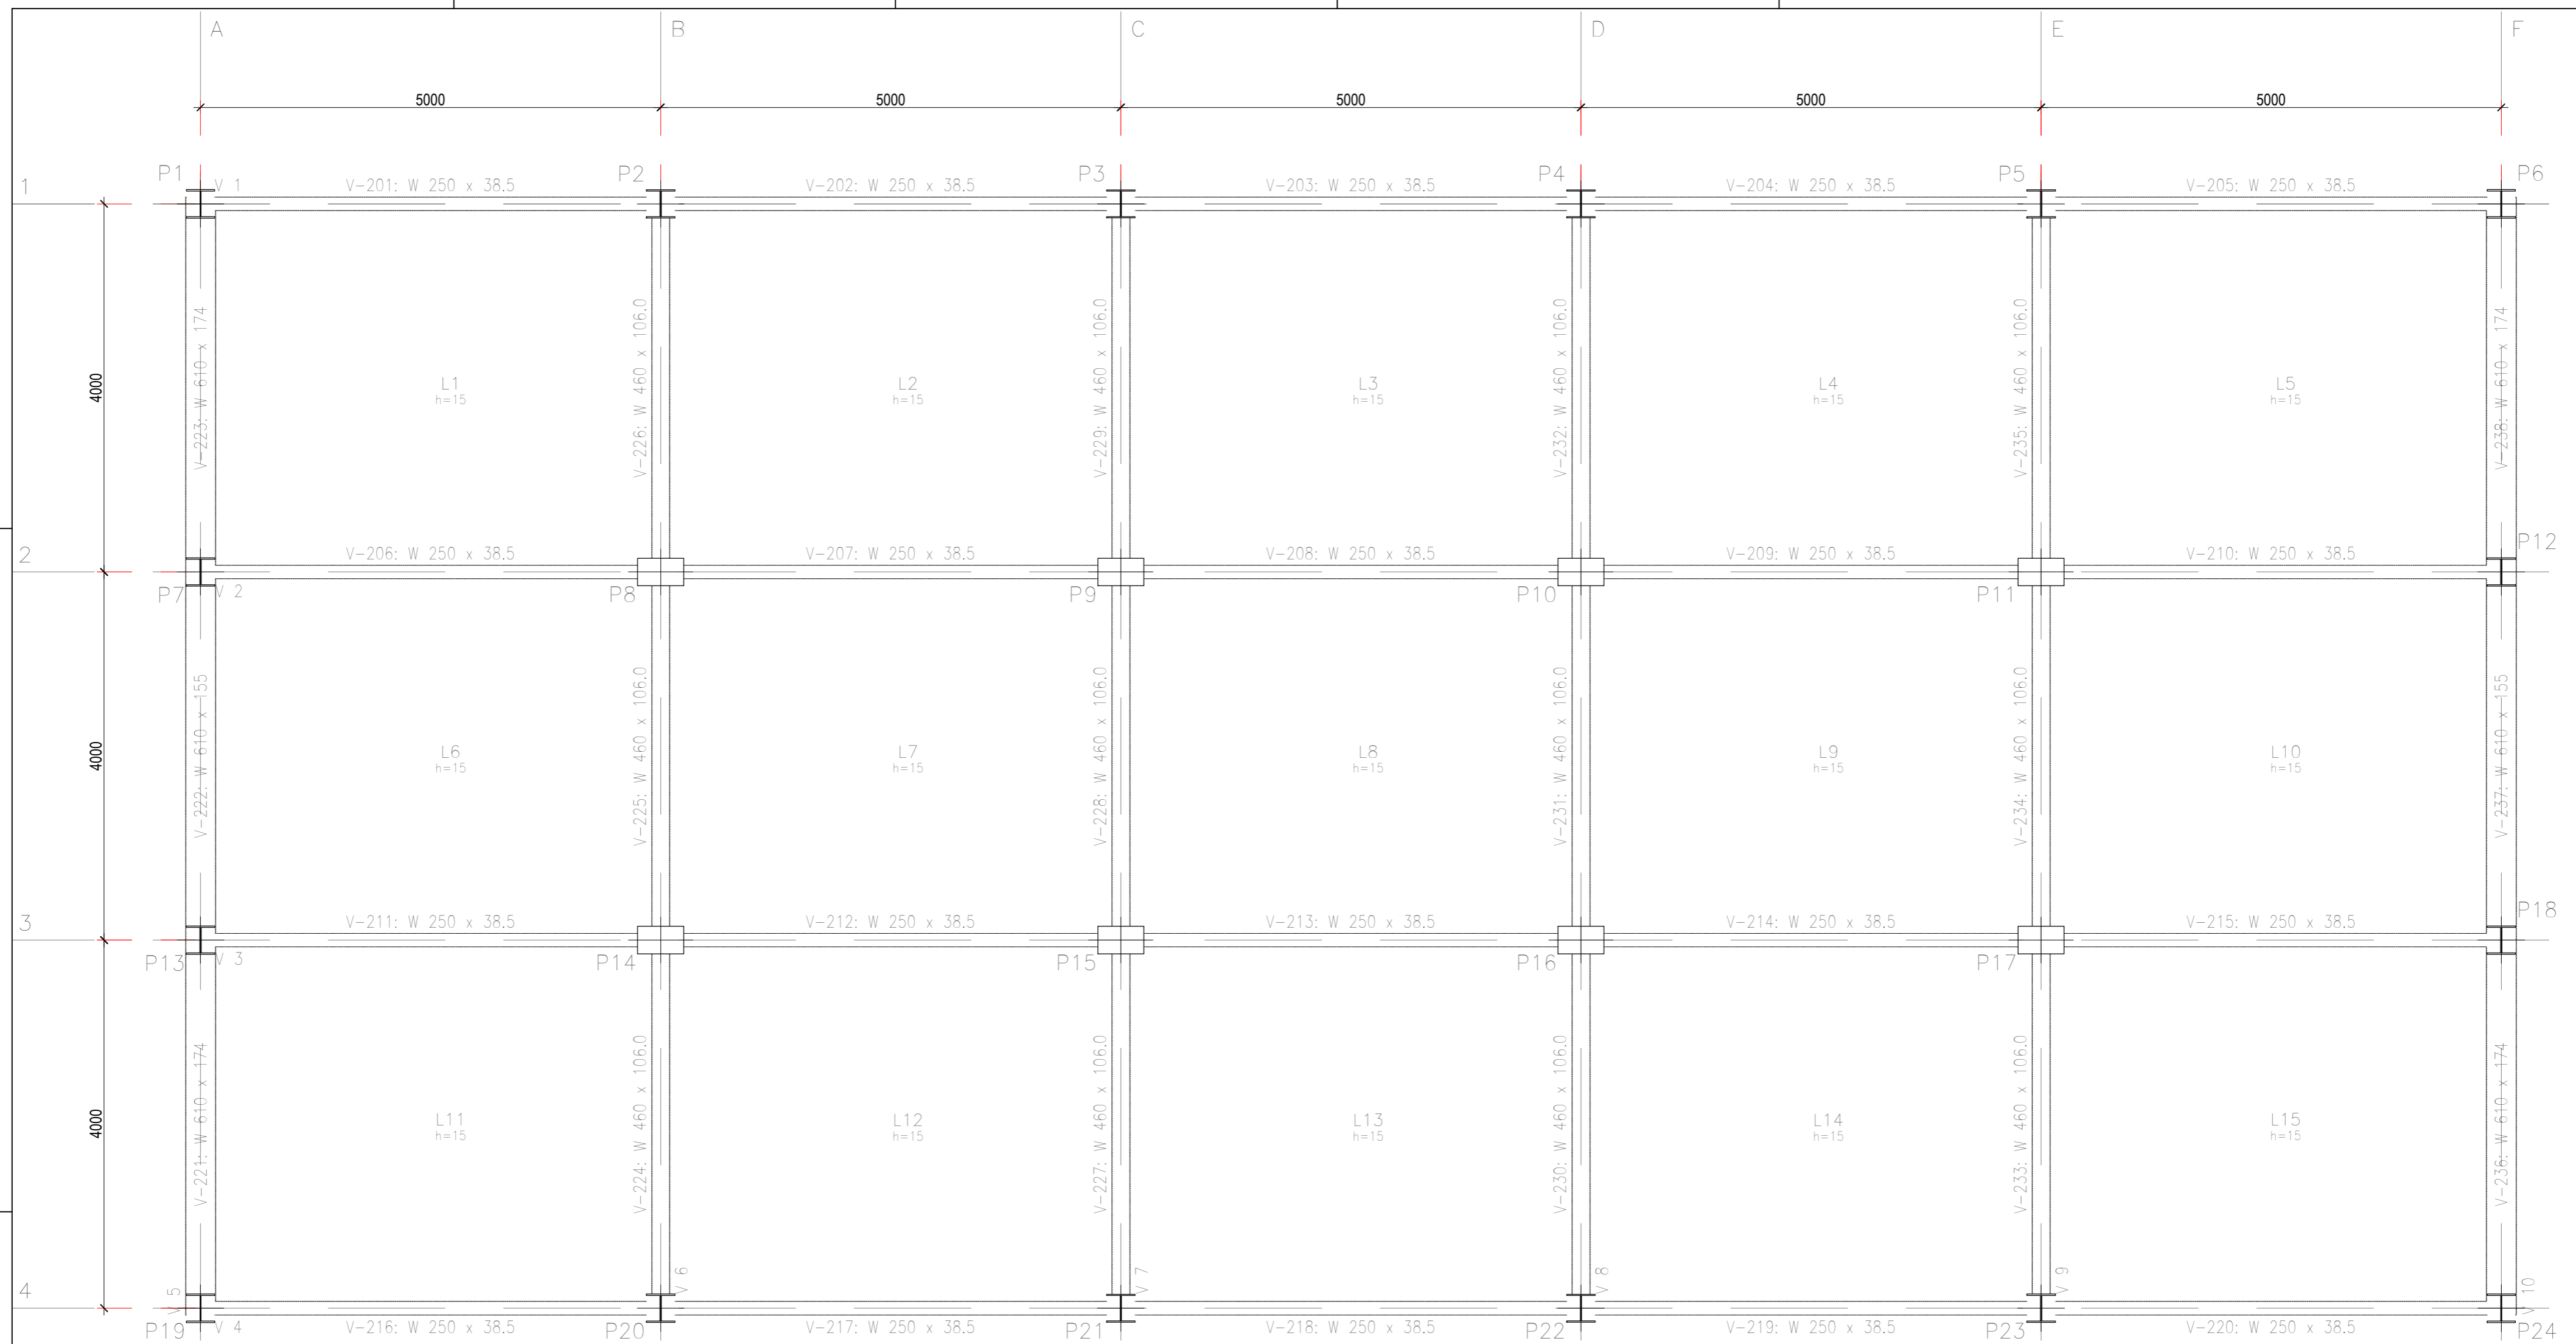 A B C D E F
5000 5000 5000 5000 5000
P1 P2 P3 P4 P5 P6
1 V 1 V-201: W 250 x 38.5 V-202: W 250 x 38.5 V-203: W 250 x 38.5 V-204: W 250 x 38.5 V-205: W 250 x 38.5
4000
V-223: W 610 x 174 V-226: W 460 x 106.0 V-229: W 460 x 106.0 V-232: W 460 x 106.0 V-235: W 460 x 106.0 V-238: W 610 x 174
L1 L2 L3 L4 L5
h=15 h=15 h=15 h=15 h=15
2 V-206: W 250 x 38.5 V-207: W 250 x 38.5 V-208: W 250 x 38.5 V-209: W 250 x 38.5 V-210: W 250 x 38.5 P12
P7 V 2 P8 P9 P10 P11
4000
V-222: W 610 x 155 V-225: W 460 x 106.0 V-228: W 460 x 106.0 V-231: W 460 x 106.0 V-234: W 460 x 106.0 V-237: W 610 x 155
L6 L7 L8 L9 L10
h=15 h=15 h=15 h=15 h=15
3 V-211: W 250 x 38.5 V-212: W 250 x 38.5 V-213: W 250 x 38.5 V-214: W 250 x 38.5 V-215: W 250 x 38.5 P18
P13 V 3 P14 P15 P16 P17
4000
V-221: W 610 x 174 V-224: W 460 x 106.0 V-227: W 460 x 106.0 V-230: W 460 x 106.0 V-233: W 460 x 106.0 V-236: W 610 x 174
L11 L12 L13 L14 L15
h=15 h=15 h=15 h=15 h=15
4 V 5 V 6 V 7 V 8 V 9 V 10
P19 V 4 V-216: W 250 x 38.5 P20 V-217: W 250 x 38.5 P21 V-218: W 250 x 38.5 P22 V-219: W 250 x 38.5 P23 V-220: W 250 x 38.5 P24